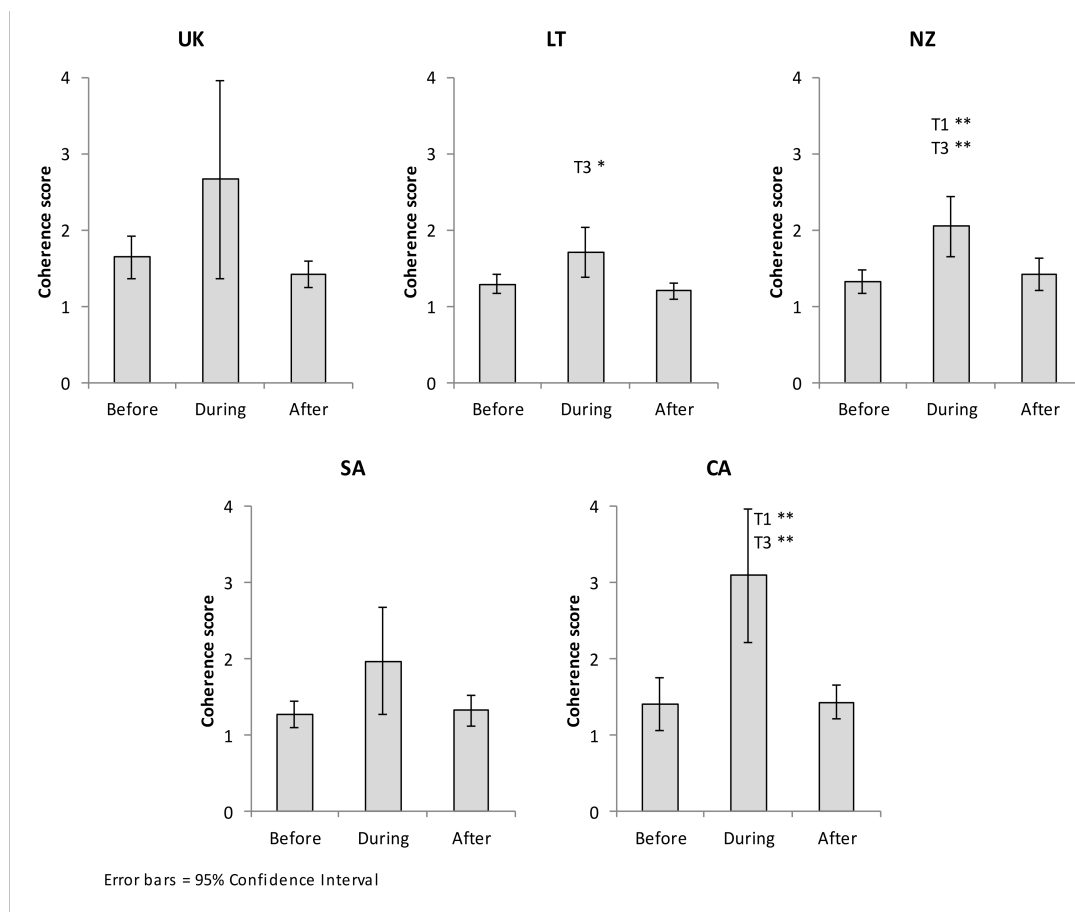 UK
LT
NZ
4
3
2
1
0
Coherence score
Before During After
4
3
2
1
0
Coherence score
T3 *
Before During After
4
3
2
1
0
Coherence score
T1 **
T3 **
Before During After
SA
CA
4
3
2
1
0
Coherence score
Before During After
4
3
2
1
0
Coherence score
T1 **
T3 **
Before During After
Error bars = 95% Confidence Interval